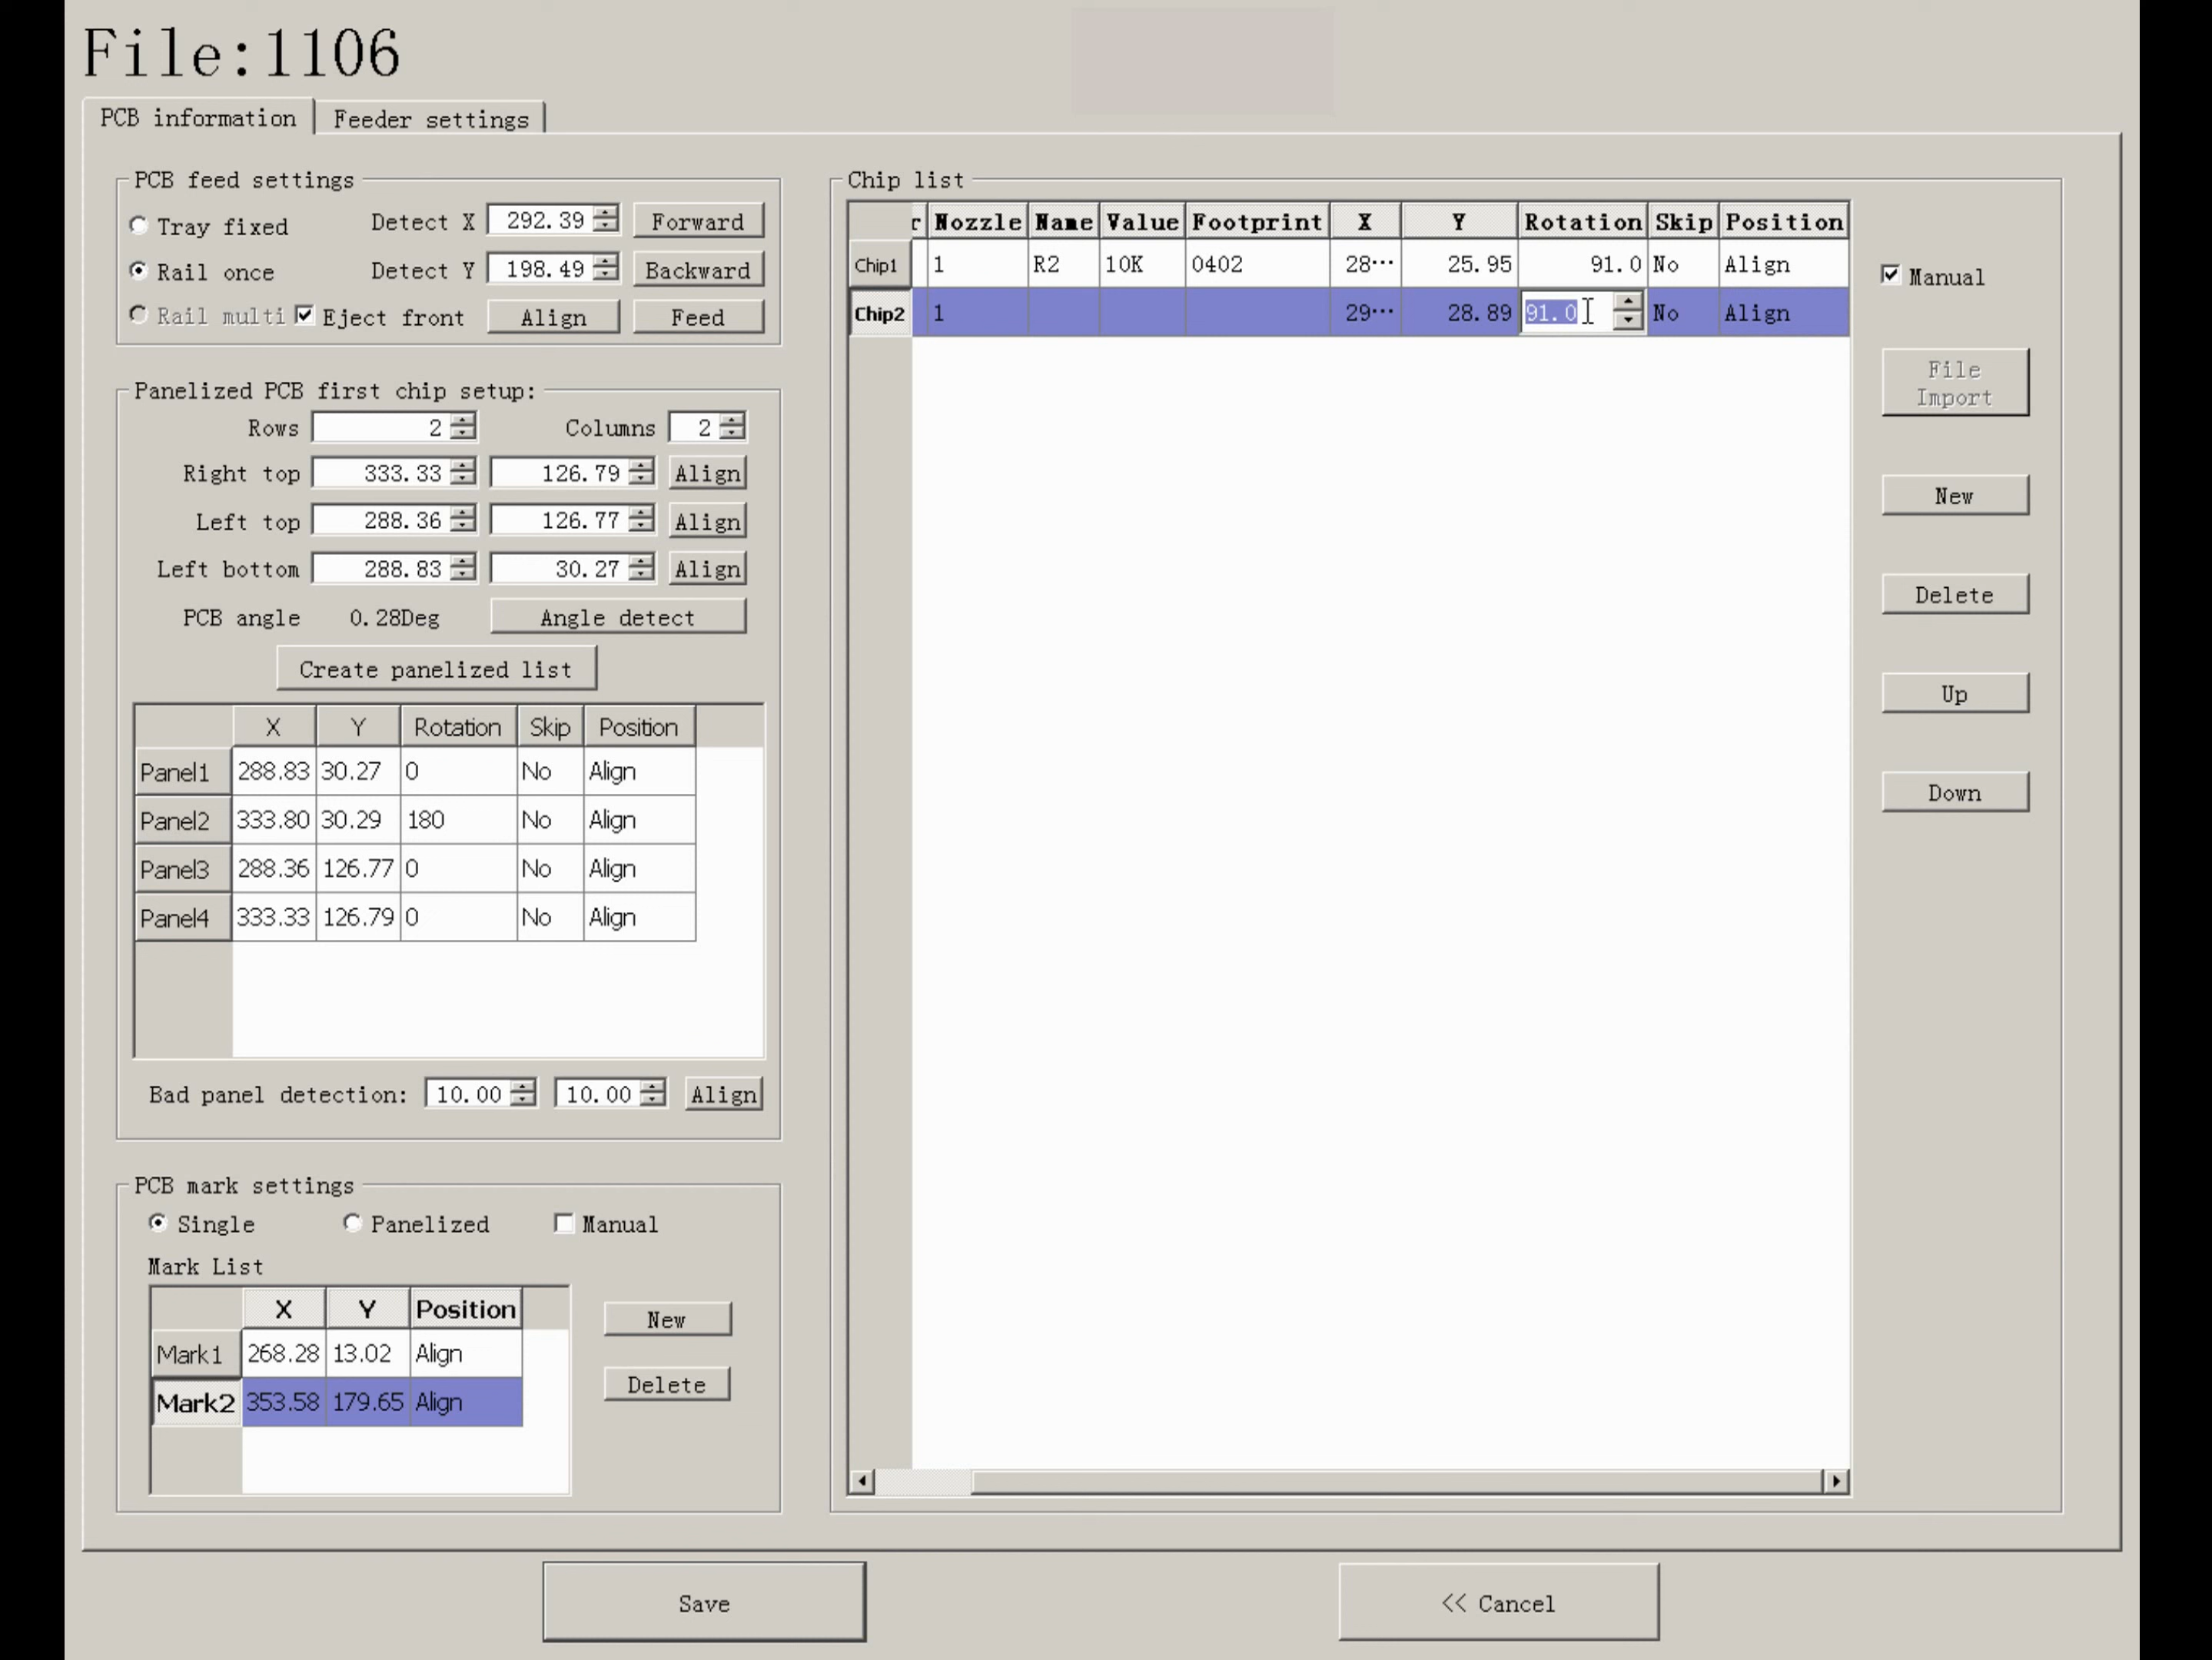 File:1106
PCB information
Feeder settings
PCB feed settings
Tray fixed
Detect X 292.39
Forward
Rail once
Detect Y 198.49
Backward
Rail multi
Eject front
Align
Feed
Panelized PCB first chip setup:
Rows 2
Columns 2
Right top 333.33 126.79 Align
Left top 288.36 126.77 Align
Left bottom 288.83 30.27 Align
PCB angle 0.28Deg Angle detect
Create panelized list
X Y Rotation Skip Position
Panel1 288.83 30.27 0 No Align
Panel2 333.80 30.29 180 No Align
Panel3 288.36 126.77 0 No Align
Panel4 333.33 126.79 0 No Align
Bad panel detection: 10.00 10.00 Align
PCB mark settings
Single
Panelized
Manual
Mark List
X Y Position
Mark1 268.28 13.02 Align
Mark2 353.58 179.65 Align
New
Delete
Chip list
r Nozzle Name Value Footprint X Y Rotation Skip Position
Chip1 1 R2 10K 0402 28··· 25.95 91.0 No Align
Chip2 1 29··· 28.89 91.0 No Align
Manual
File
Import
New
Delete
Up
Down
Save
<< Cancel